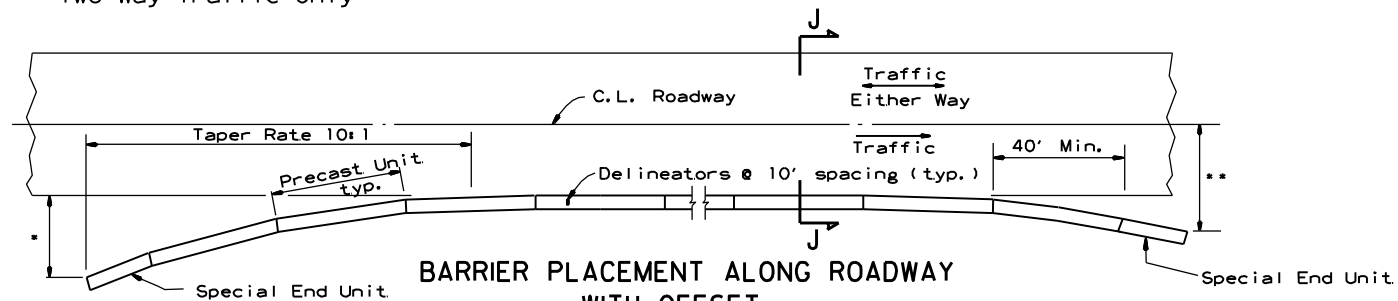 Two Way Traffic Only
J
Traffic
Either Way
C.L. Roadway
Taper Rate 10:1
Traffic
40' Min.
Precast Unit
typ.
Delineators @ 10' spacing (typ.)
**
*
J
BARRIER PLACEMENT ALONG ROADWAY
Special End Unit
Special End Unit
WITH OFFSET